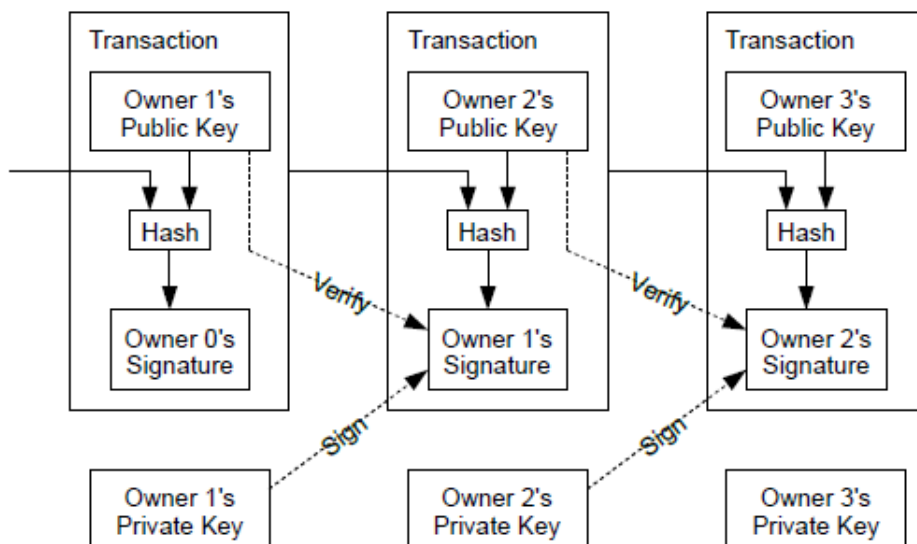 Transaction
Owner 1's
Public Key
Hash
Owner 0's
Signature
Transaction
Owner 2's
Public Key
Hash
Verify
Owner 1's
Signature
Sign
Transaction
Owner 3's
Public Key
Hash
Verify
Owner 2's
Signature
Sign
Owner 1's
Private Key
Owner 2's
Private Key
Owner 3's
Private Key